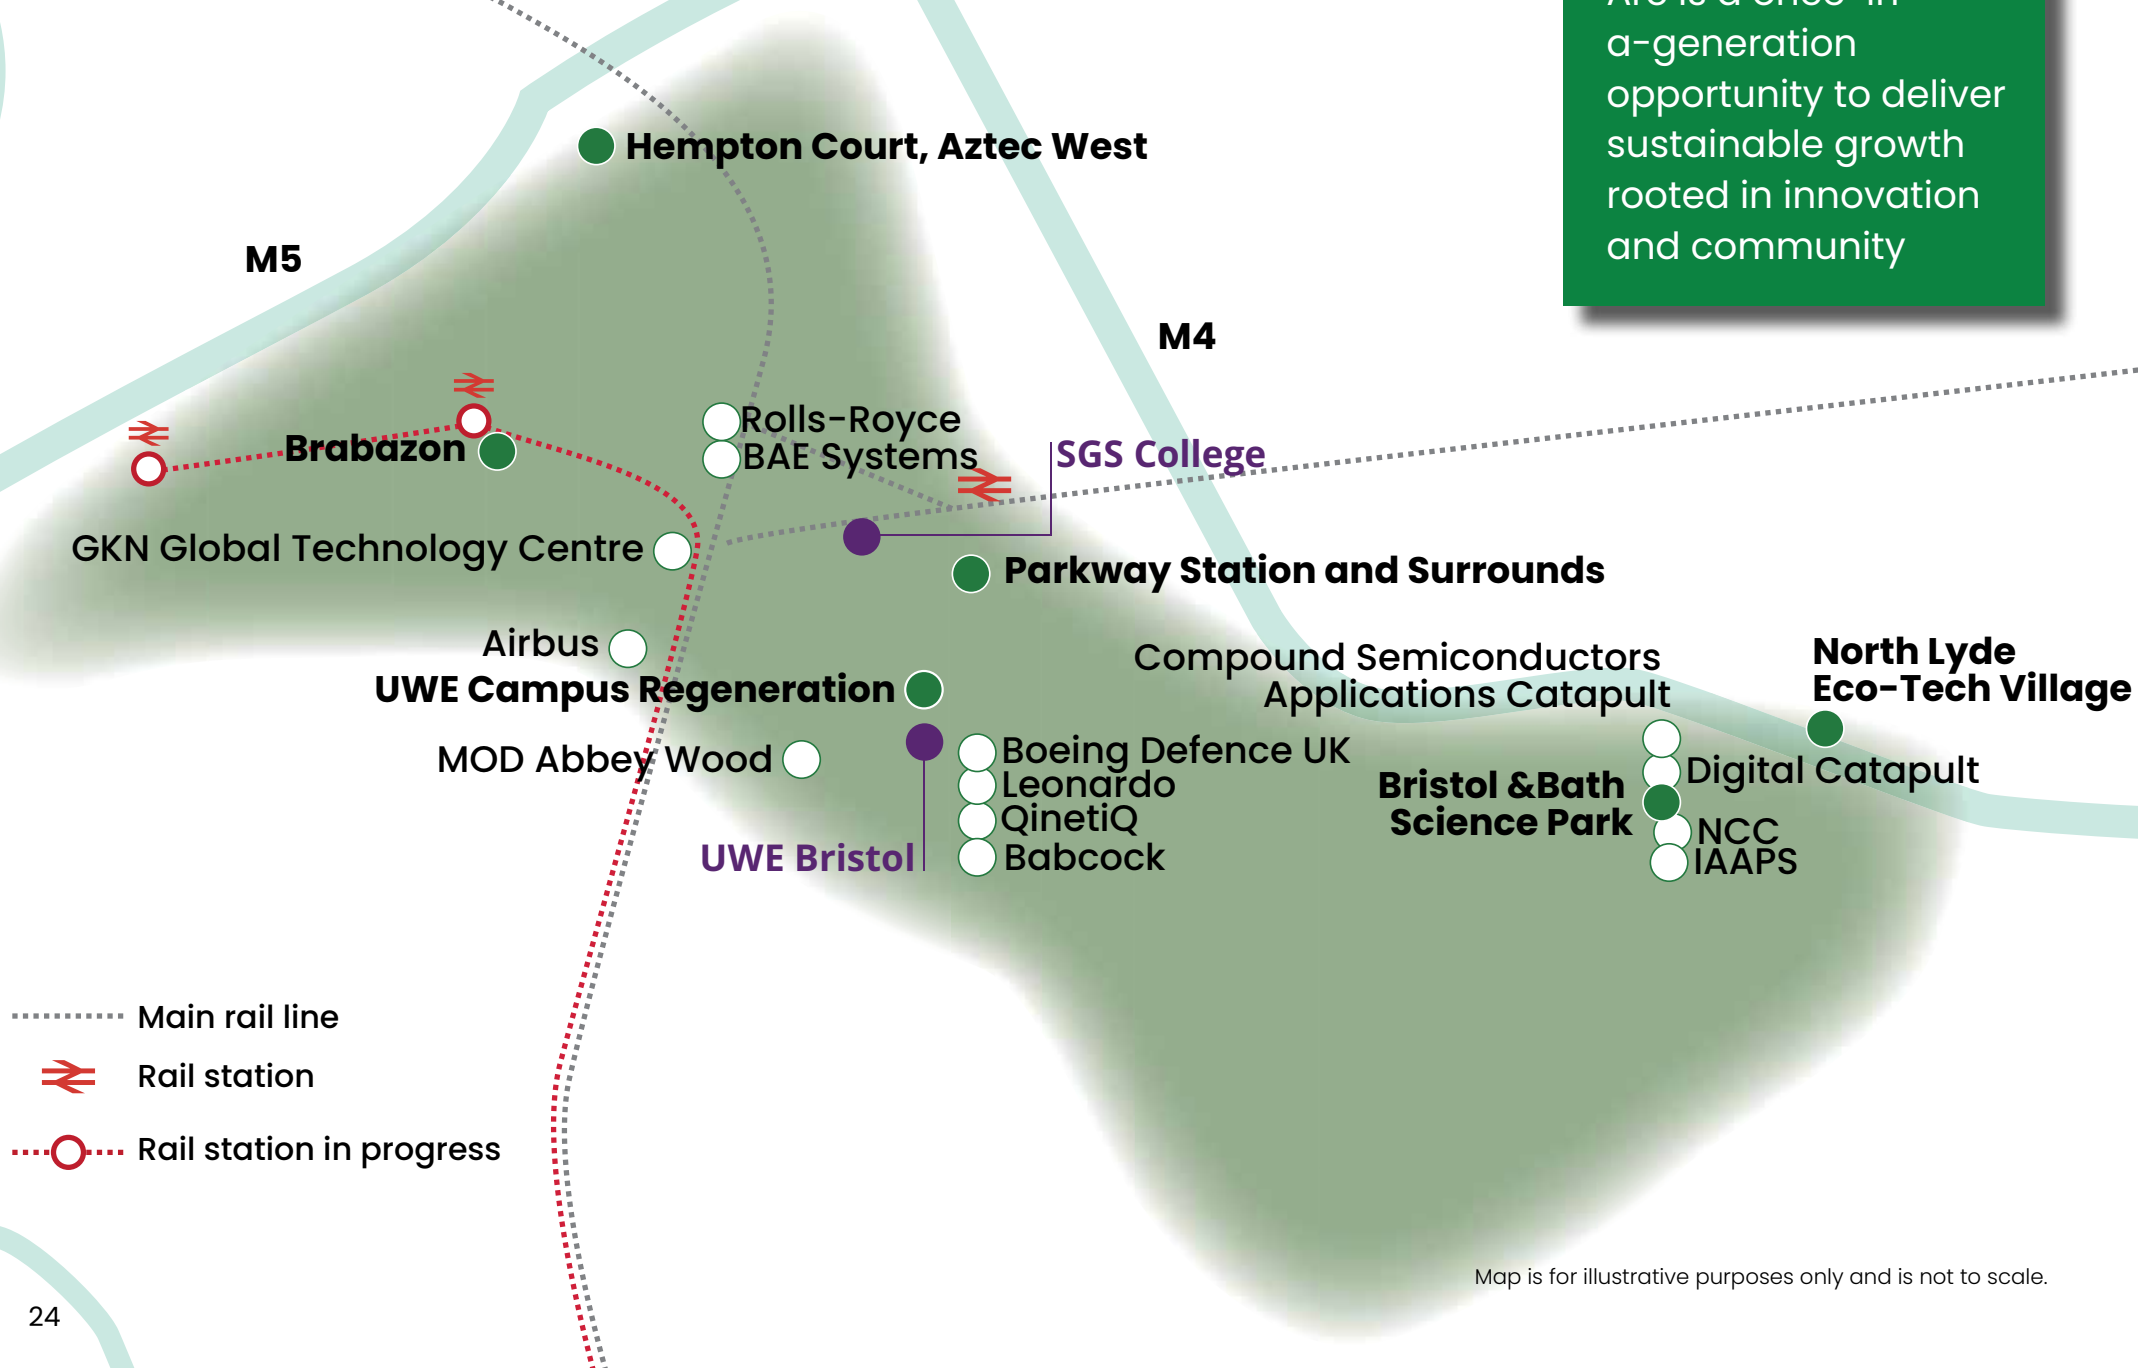 Arc is a once-in-
a-generation
opportunity to deliver
sustainable growth
rooted in innovation
and community
Hempton Court, Aztec West
M5
M4
Rolls-Royce
BAE Systems
SGS College
Brabazon
GKN Global Technology Centre
Parkway Station and Surrounds
Airbus
UWE Campus Regeneration
Compound Semiconductors
Applications Catapult
North Lyde
Eco-Tech Village
MOD Abbey Wood
Boeing Defence UK
Leonardo
QinetiQ
Babcock
UWE Bristol
Bristol &Bath
Science Park
Digital Catapult
NCC
IAAPS
Main rail line
Rail station
Rail station in progress
Map is for illustrative purposes only and is not to scale.
24